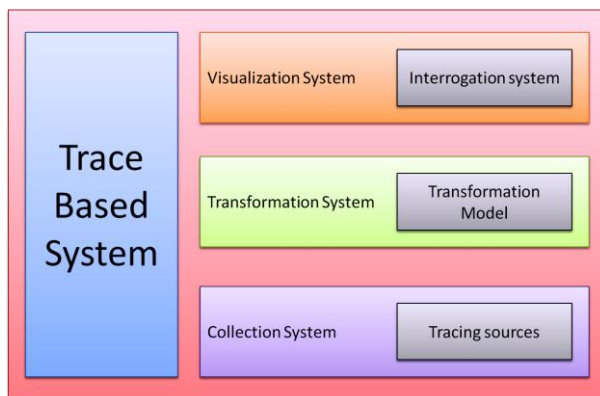 Trace
Based
System
Visualization System
Interrogation system
Transformation System
Transformation
Model
Collection System
Tracing sources